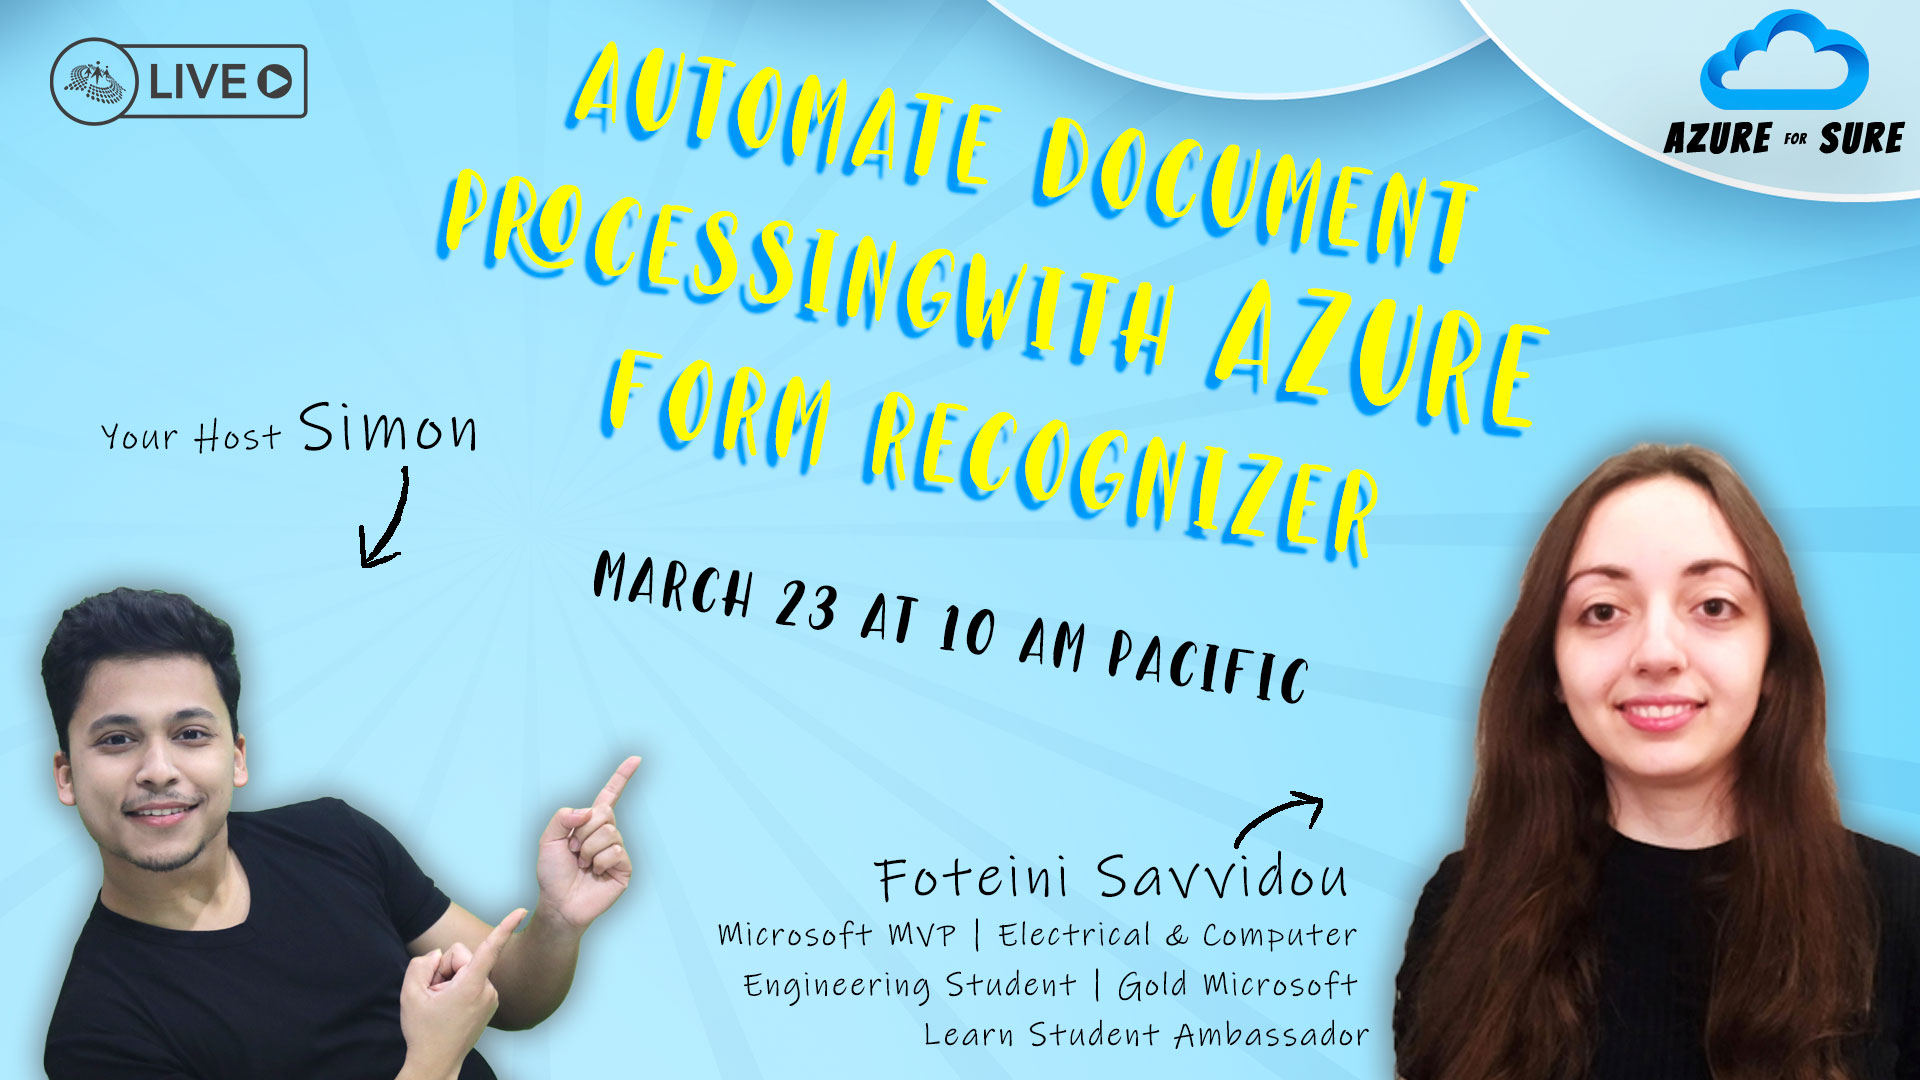 LIVE
AZURE FOR SURE
AUTOMATE DOCUMENT
PROCESSINGWITH AZURE
FORM RECOGNIZER
MARCH 23 AT 10 AM PACIFIC
Your Host Simon
Foteini Savvidou
Microsoft MVP | Electrical & Computer
Engineering Student | Gold Microsoft
Learn Student Ambassador